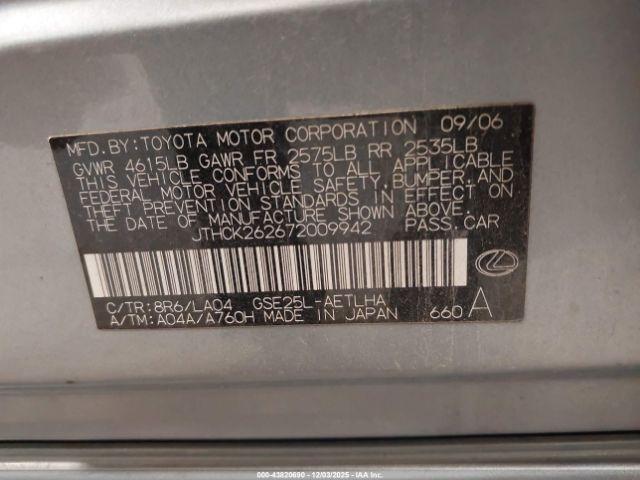 MFD.BY:TOYOTA MOTOR CORPORATION 09/06
GVWR 4615LB GAWR FR 2575LB RR 2535LB
THIS VEHICLE CONFORMS TO ALL APPLICABLE
FEDERAL MOTOR VEHICLE SAFETY,BUMPER,AND
THEFT PREVENTION STANDARDS IN EFFECT ON
THE DATE OF MANUFACTURE SHOWN ABOVE.
JTHCK262672009942 PASS.CAR
C/TR:8R6/LA04 GSE25L-AETLHA
A/TM:A04A/A760H MADE IN JAPAN 660 A
000-43820690 - 12/03/2025 - IAA Inc.